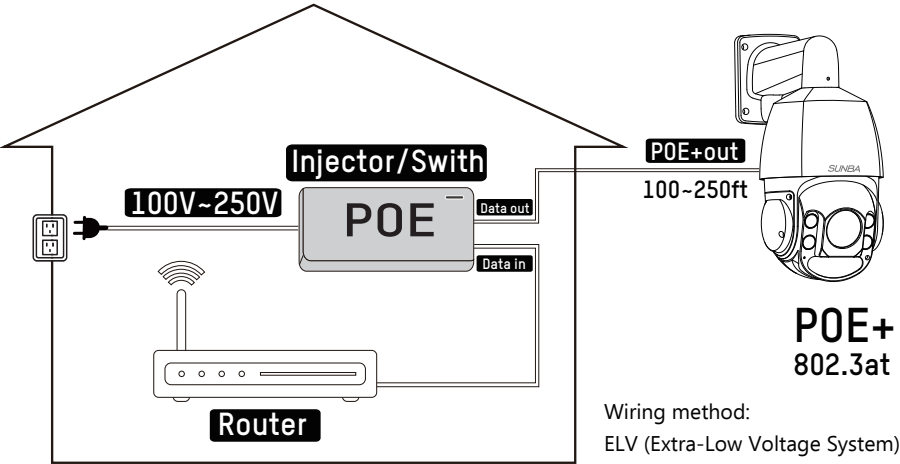 Injector/Swith
100V~250V
POE
Data out
Data in
POE+out
100~250ft
SUNBA
POE+
802.3at
Router
Wiring method:
ELV (Extra-Low Voltage System)